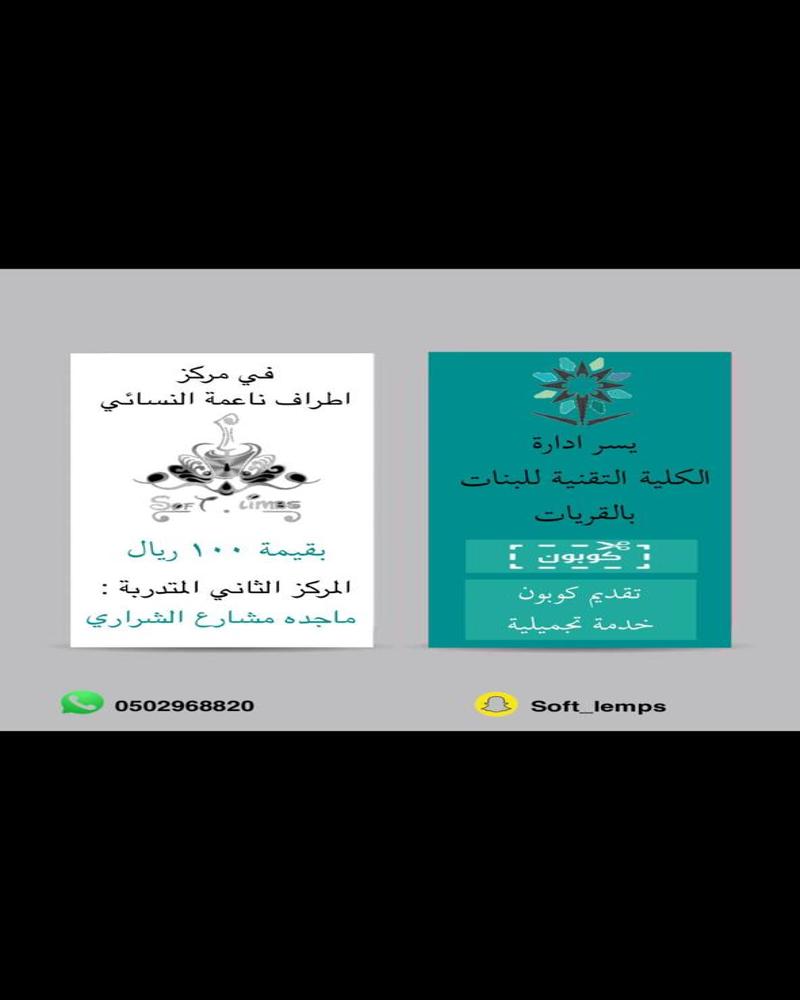 يسر ادارة
الكلية التقنية للبنات
بالقريات
كوبون
تقديم كوبون
خدمة تجميلية
في مركز
اطراف ناعمة النسائي
SOFT . limbs
بقيمة ١٠٠ ريال
المركز الثاني المتدربة :
ماجده مشارع الشراري
0502968820
Soft_lemps